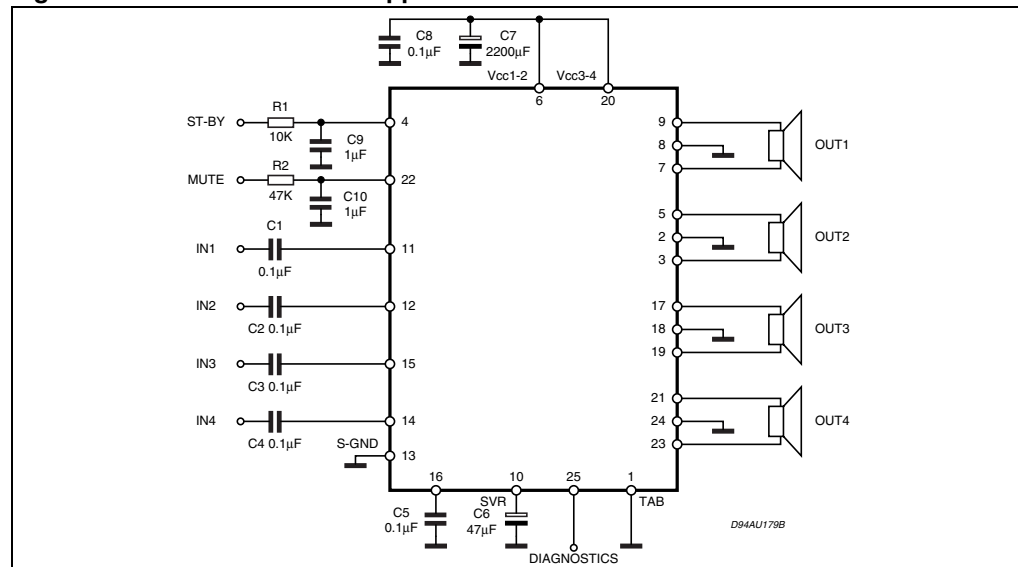 C8
0.1µF
C7
2200µF
Vcc1-2
Vcc3-4
6
20
ST-BY
R1
10K
4
C9
1µF
MUTE
R2
47K
22
C10
1µF
IN1
C1
0.1µF
11
IN2
C2 0.1µF
12
IN3
C3 0.1µF
15
IN4
C4 0.1µF
14
S-GND
13
9
8
7
OUT1
5
2
3
OUT2
17
18
19
OUT3
21
24
23
OUT4
16
C5
0.1µF
10
SVR
C6
47µF
25
DIAGNOSTICS
1
TAB
D94AU179B